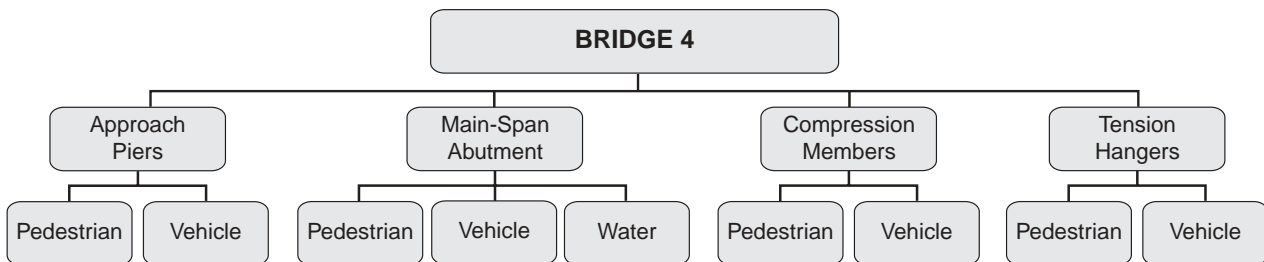 BRIDGE 4
Approach
Piers
Main-Span
Abutment
Compression
Members
Tension
Hangers
Pedestrian
Vehicle
Pedestrian
Vehicle
Water
Pedestrian
Vehicle
Pedestrian
Vehicle